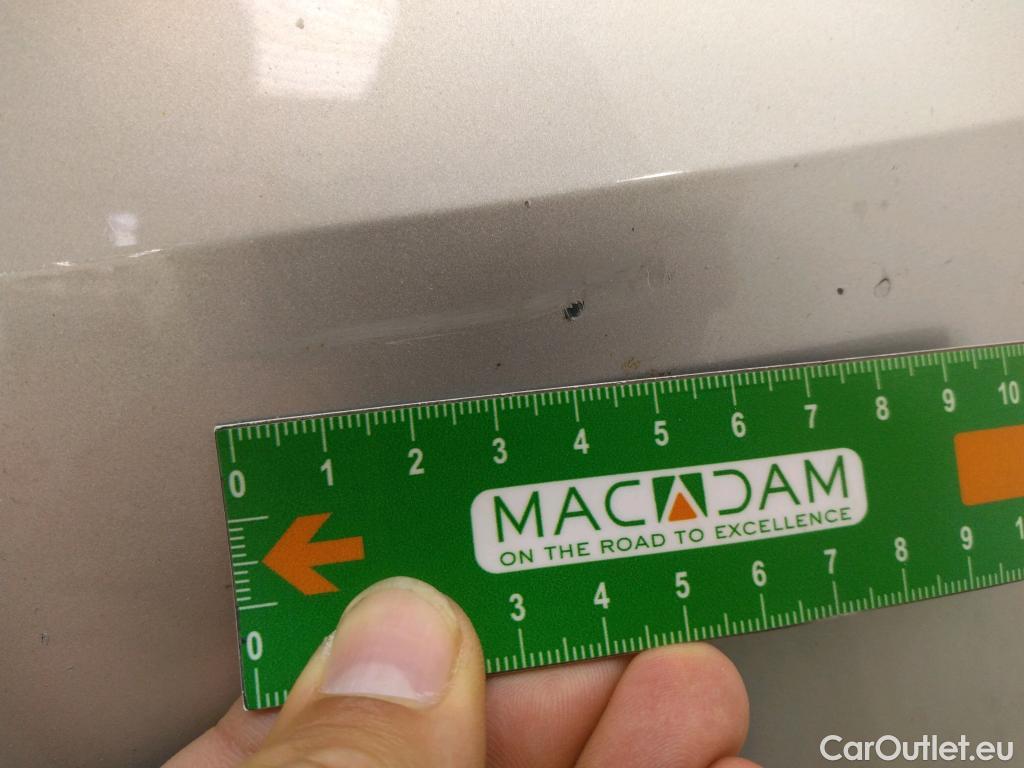 0 1 2 3 4 5 6 7 8 9 10
MACADAM
ON THE ROAD TO EXCELLENCE
0 3 4 5 6 7 8 9
CarOutlet.eu